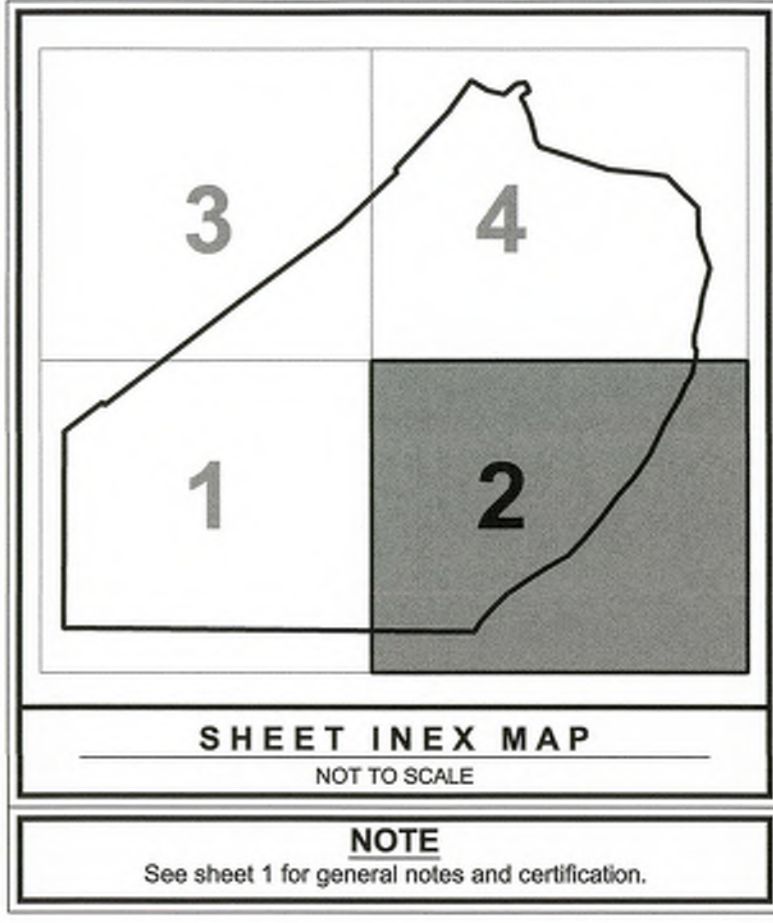 3
4
1
2
SHEET INEX MAP
NOT TO SCALE
NOTE
See sheet 1 for general notes and certification.